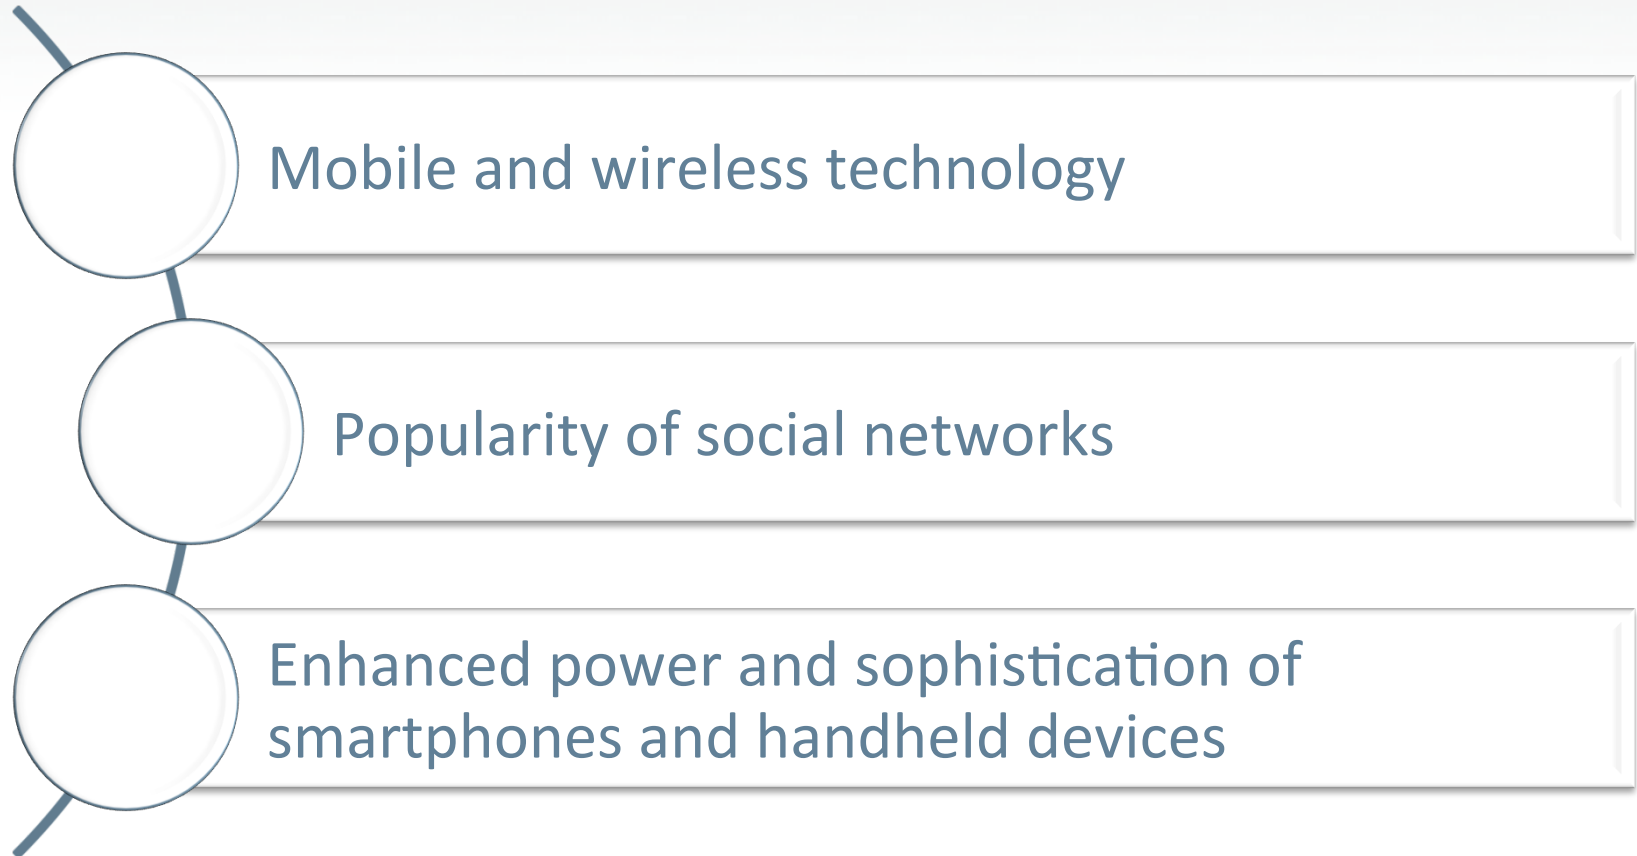 Mobile and wireless technology
Popularity of social networks
Enhanced power and sophistication of
smartphones and handheld devices